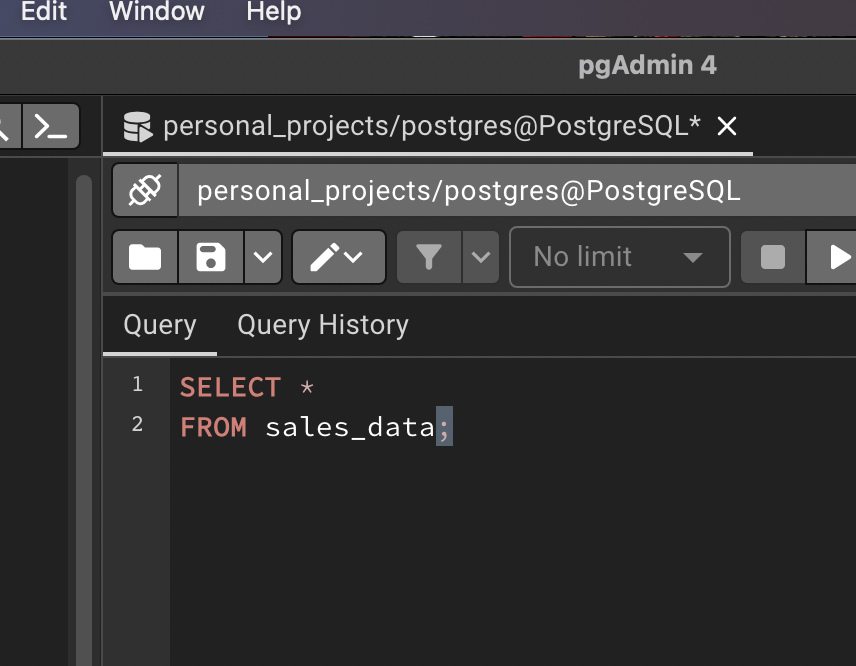 Edit Window Help
pgAdmin 4
personal_projects/postgres@PostgreSQL*
personal_projects/postgres@PostgreSQL
No limit
Query Query History
1 SELECT *
2 FROM sales_data;